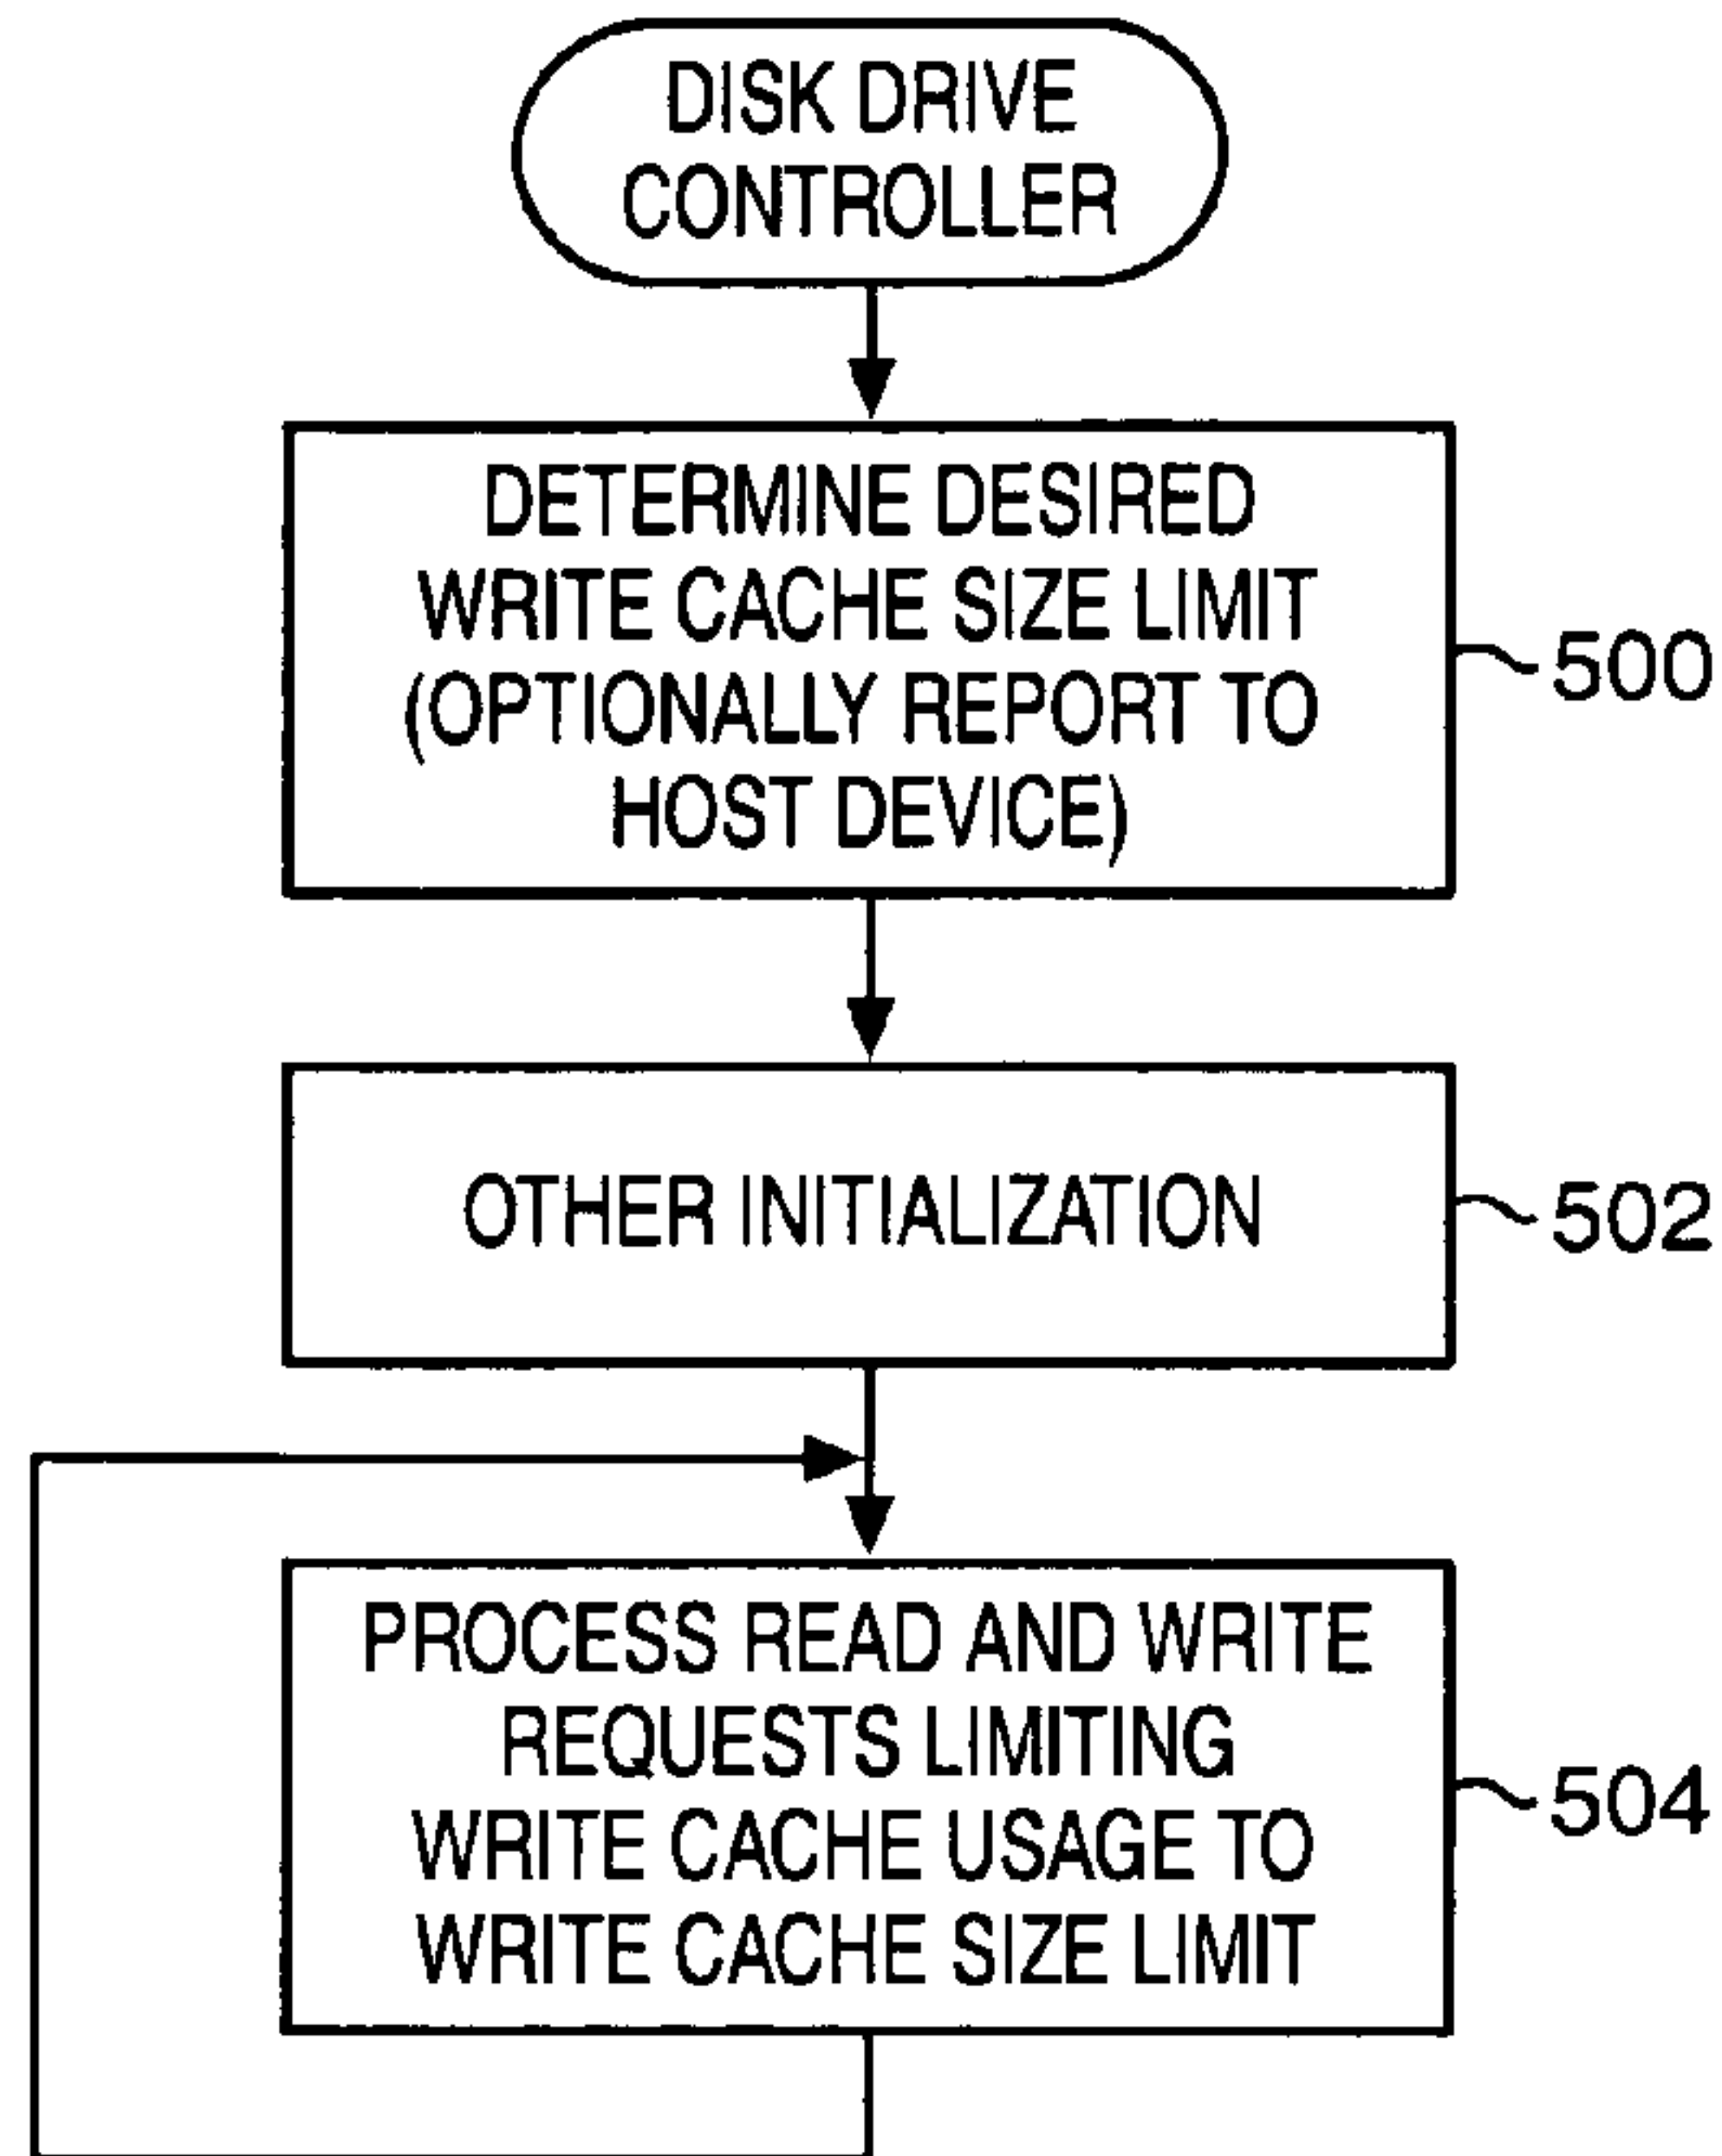 DISK DRIVE
CONTROLLER
DETERMINE DESIRED
WRITE CACHE SIZE LIMIT
(OPTIONALLY REPORT TO
HOST DEVICE)
500
OTHER INITIALIZATION
502
PROCESS READ AND WRITE
REQUESTS LIMITING
WRITE CACHE USAGE TO
WRITE CACHE SIZE LIMIT
504